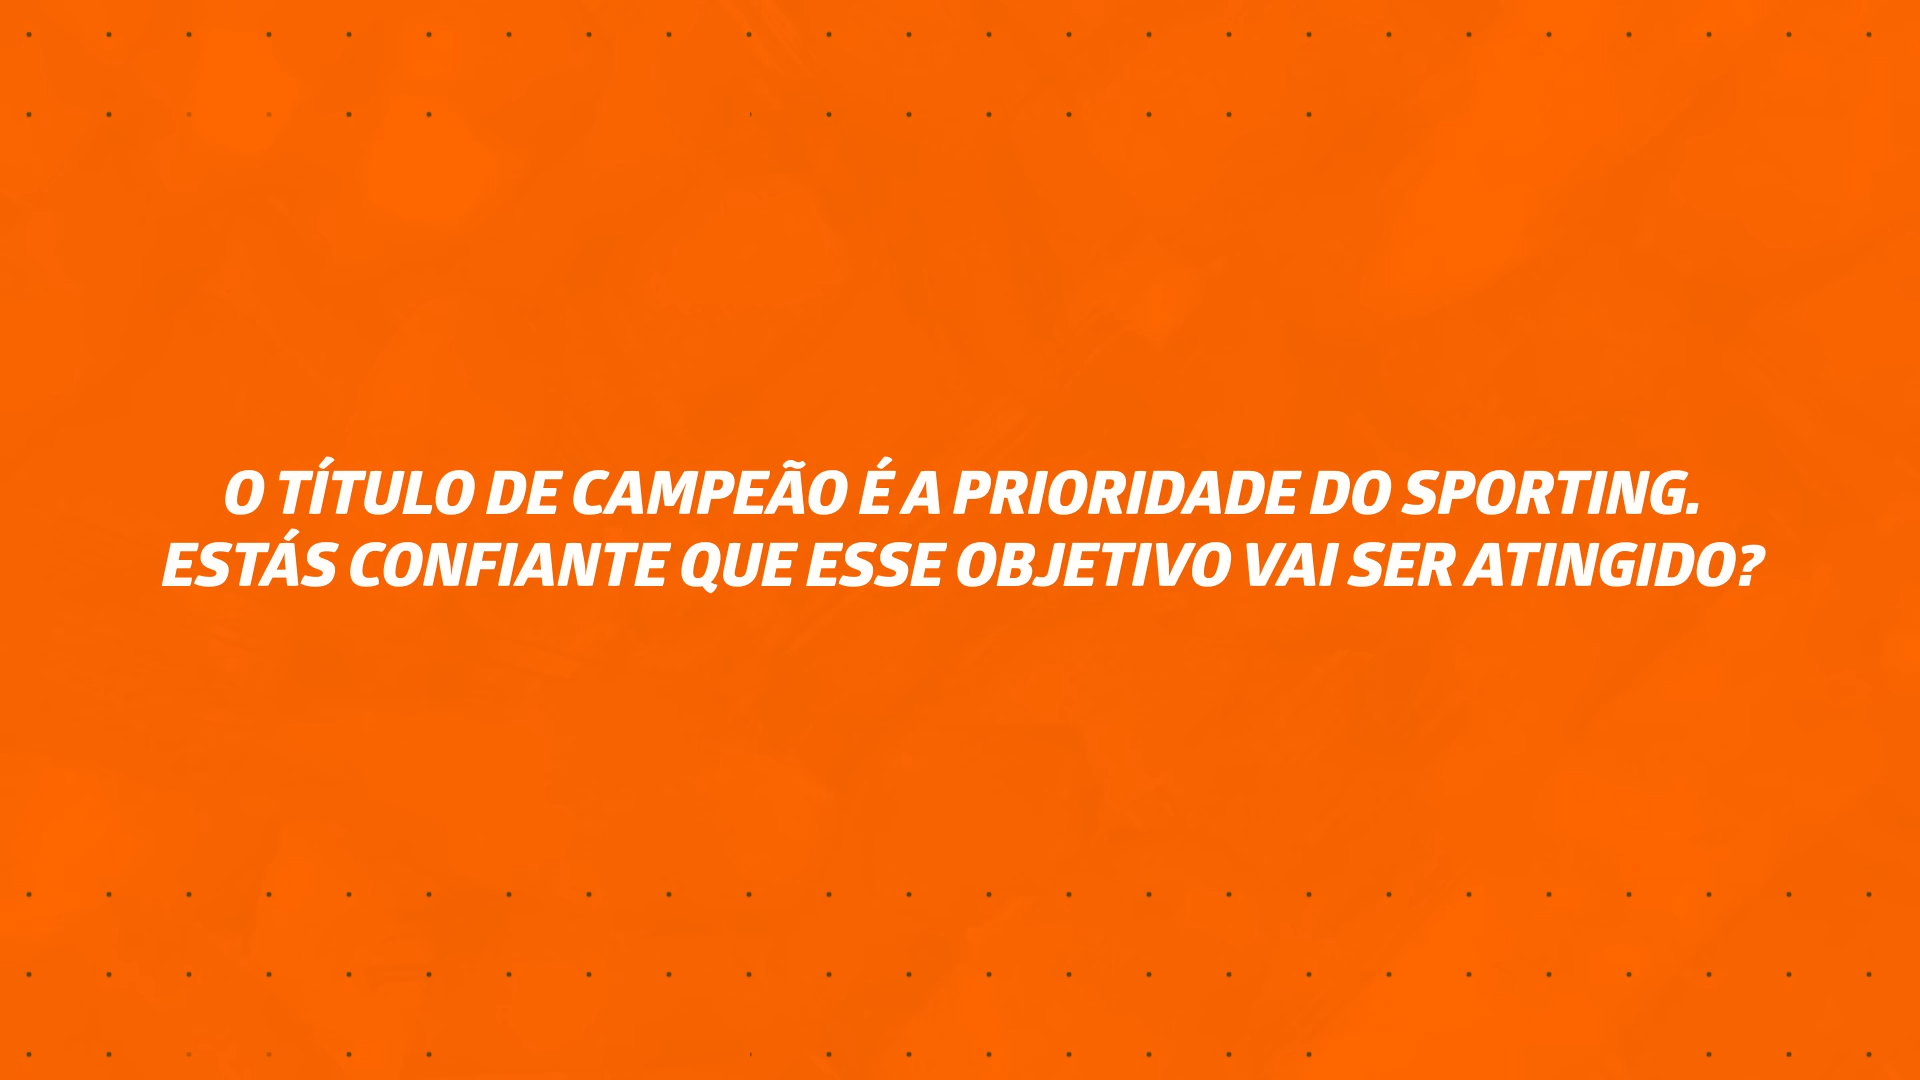 O TÍTULO DE CAMPEÃO É A PRIORIDADE DO SPORTING.
ESTÁS CONFIANTE QUE ESSE OBJETIVO VAI SER ATINGIDO?